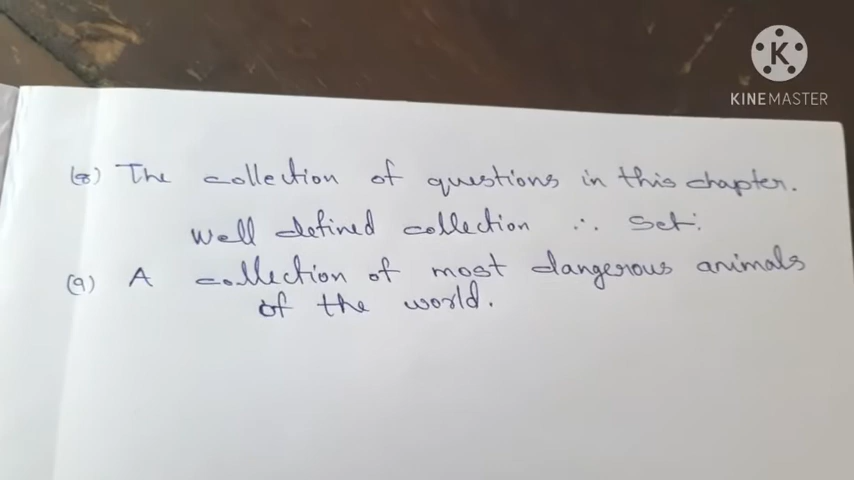 KINEMASTER
(8) The collection of questions in this chapter.
Well defined collection ∴ Set.
(9) A collection of most dangerous animals
of the world.